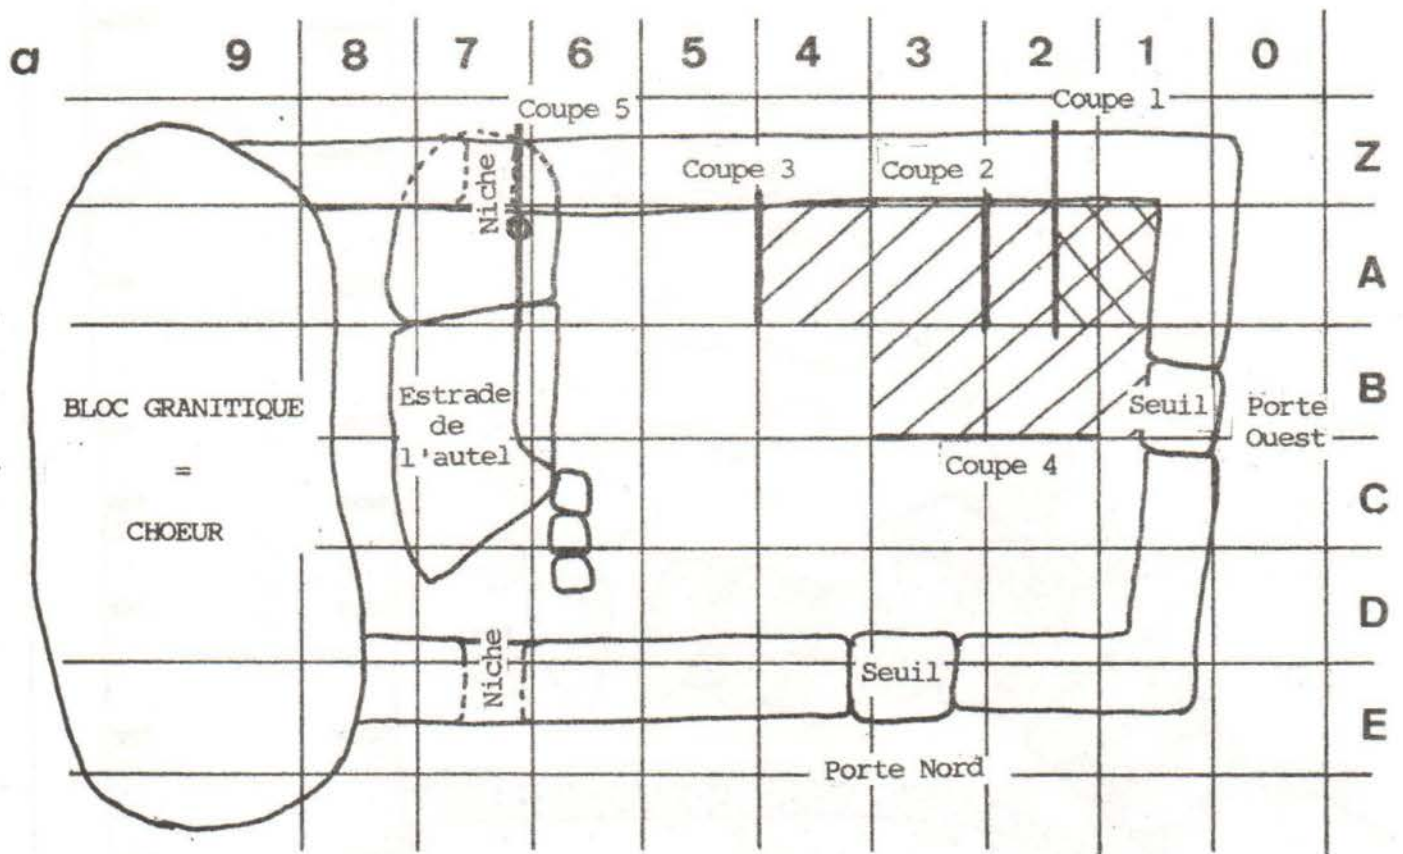 a
9 8 7 6 5 4 3 2 1 0
Coupe 5
Coupe 1
Z
Niche
Coupe 3
Coupe 2
A
BLOC GRANITIQUE
=
CHOEUR
Estrade
de
l'autel
Seuil
Porte
Ouest
B
Coupe 4
C
D
Niche
Seuil
E
Porte Nord